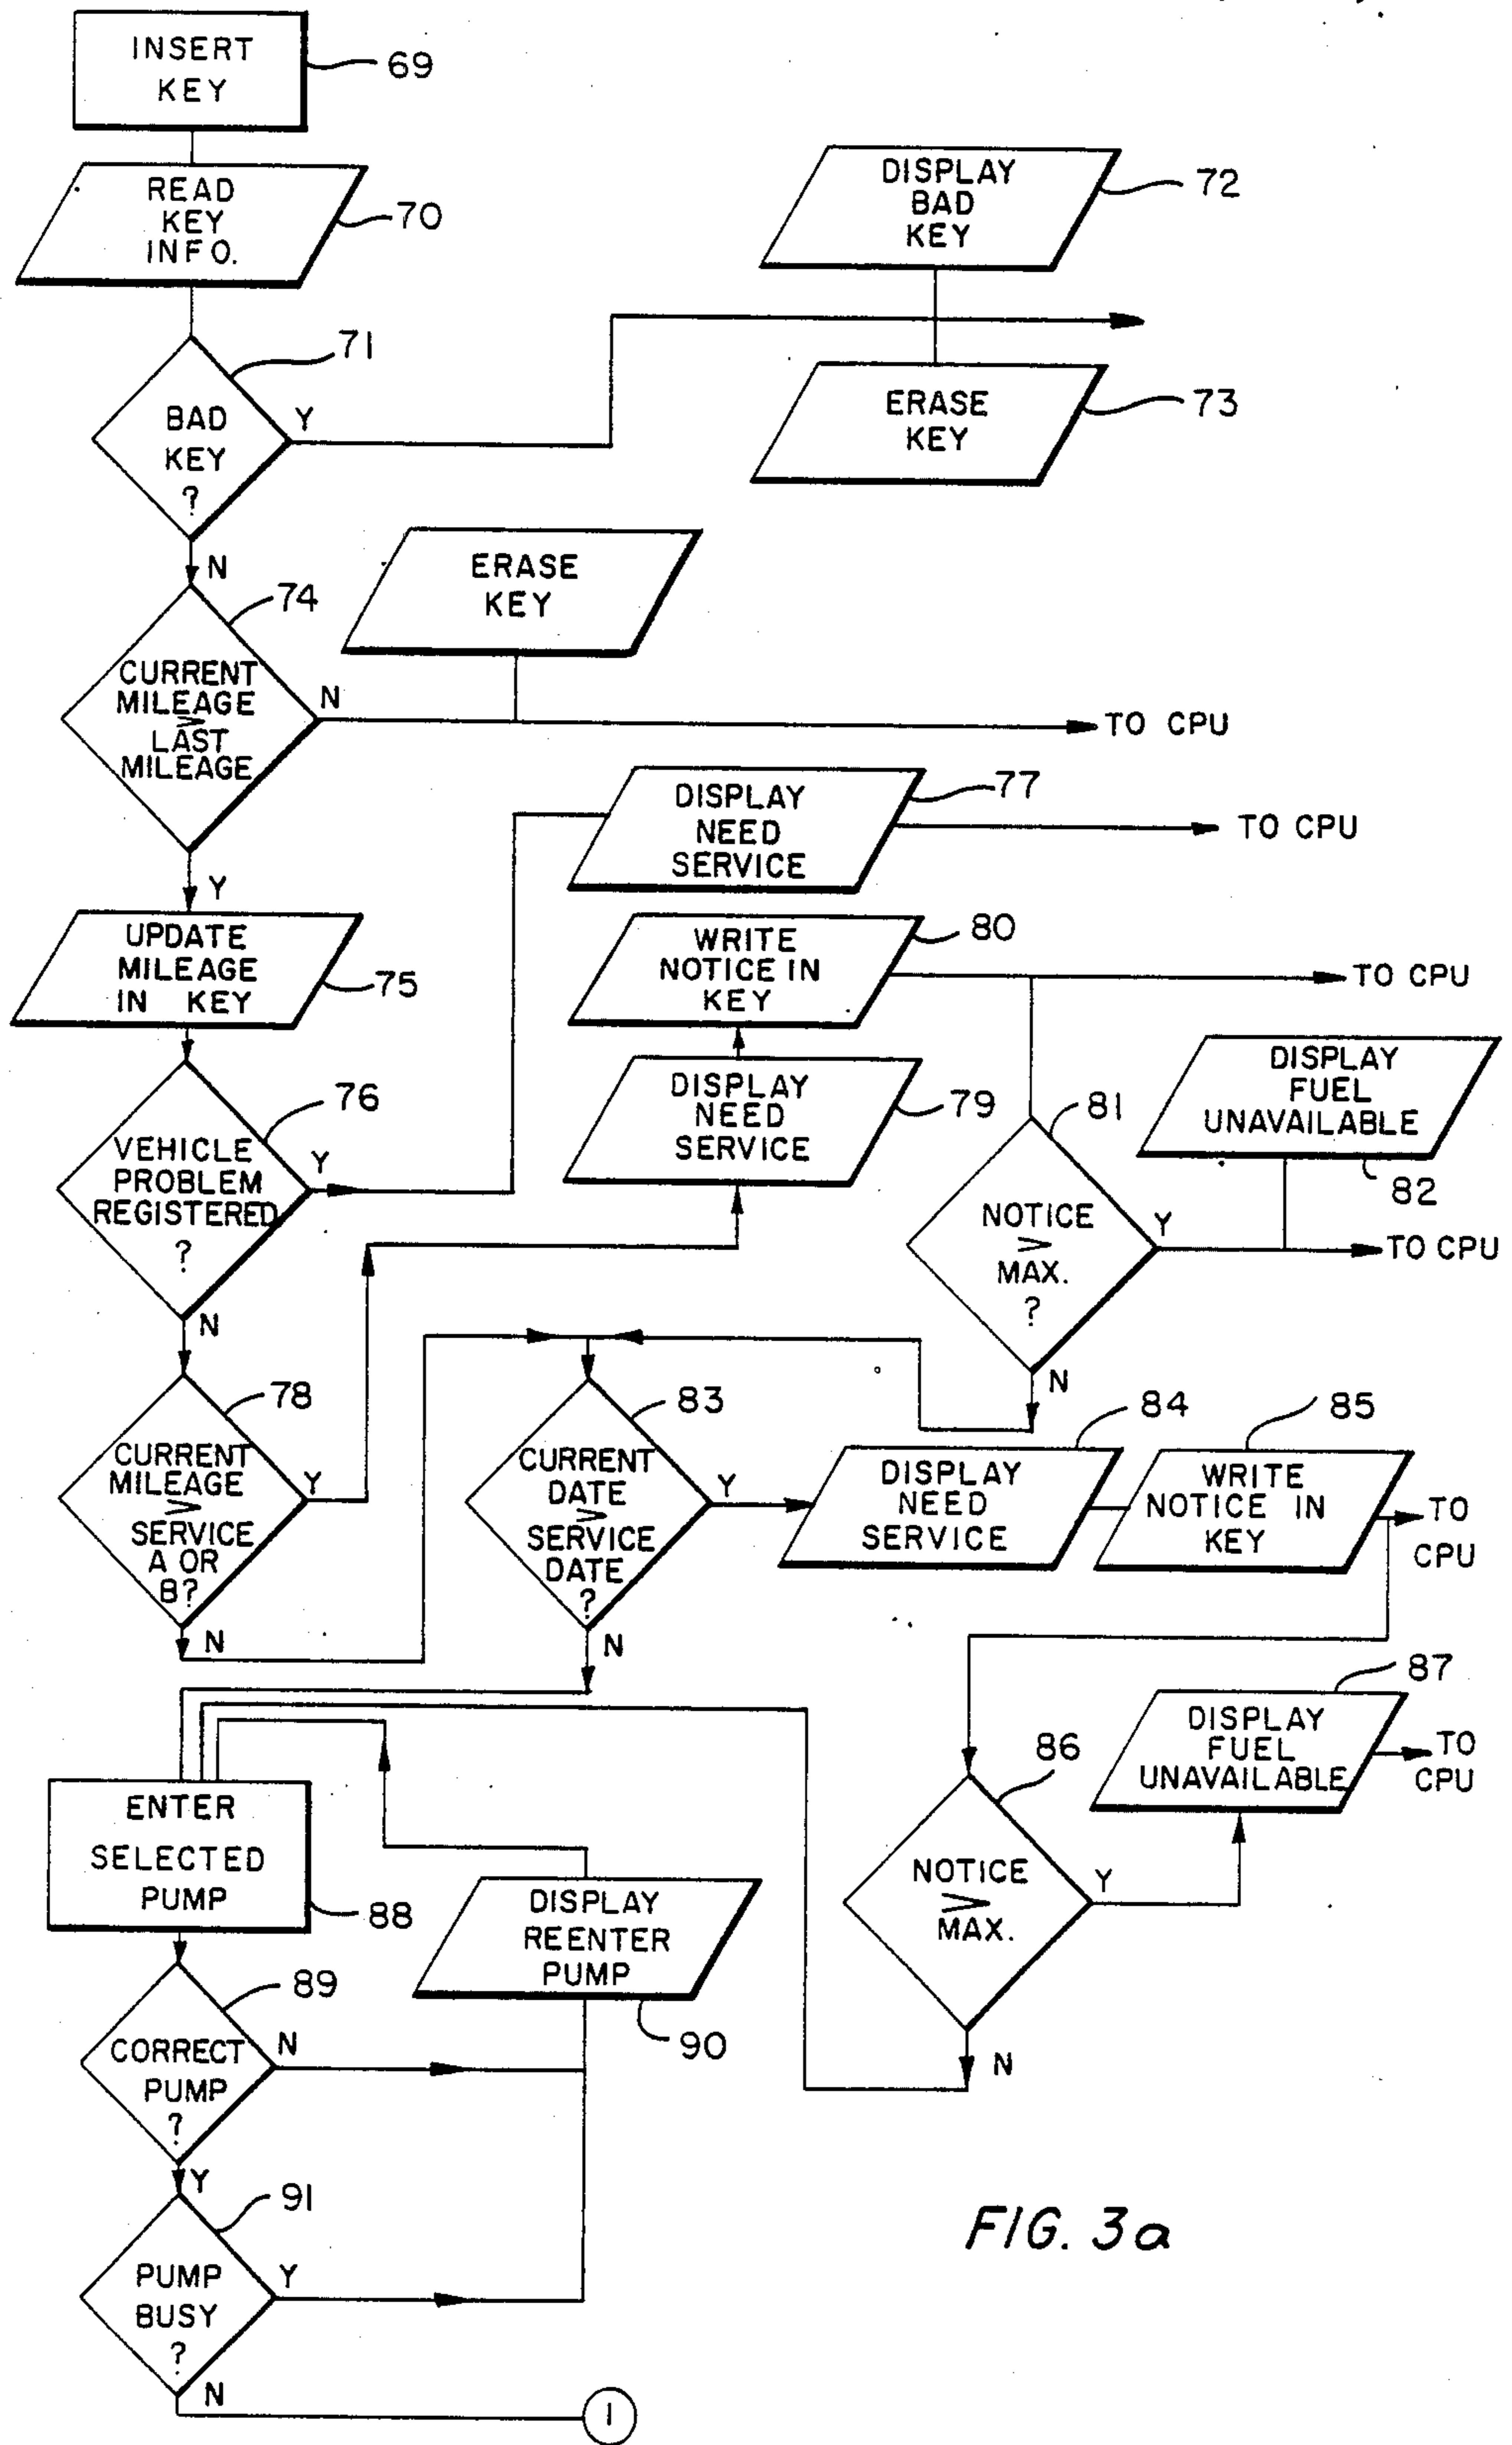 INSERT
KEY
69
READ
KEY
INFO.
70
DISPLAY
BAD
KEY
72
71
BAD
KEY
?
Y
N
ERASE
KEY
73
ERASE
KEY
74
CURRENT
MILEAGE
≥
LAST
MILEAGE
N
TO CPU
Y
DISPLAY
NEED
SERVICE
77
TO CPU
UPDATE
MILEAGE
IN KEY
75
WRITE
NOTICE IN
KEY
80
TO CPU
76
VEHICLE
PROBLEM
REGISTERED
?
Y
N
DISPLAY
NEED
SERVICE
79
81
NOTICE
≥
MAX.
?
Y
N
DISPLAY
FUEL
UNAVAILABLE
82
TO CPU
78
CURRENT
MILEAGE
≥
SERVICE
A OR
B?
Y
N
83
CURRENT
DATE
≥
SERVICE
DATE
?
Y
N
84
DISPLAY
NEED
SERVICE
85
WRITE
NOTICE IN
KEY
TO
CPU
86
NOTICE
≥
MAX.
Y
N
87
DISPLAY
FUEL
UNAVAILABLE
TO
CPU
ENTER
SELECTED
PUMP
88
DISPLAY
REENTER
PUMP
90
89
CORRECT
PUMP
?
N
Y
91
PUMP
BUSY
?
Y
N
1
FIG. 3a